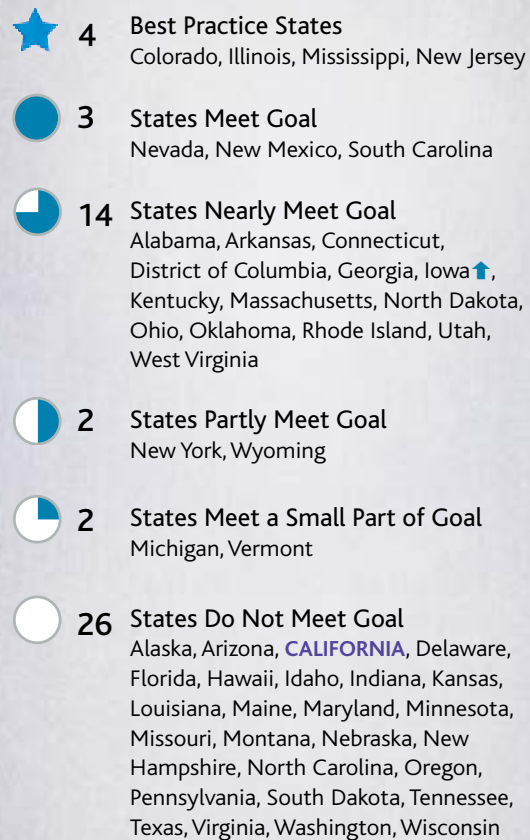 4 Best Practice States
Colorado, Illinois, Mississippi, New Jersey
3 States Meet Goal
Nevada, New Mexico, South Carolina
14 States Nearly Meet Goal
Alabama, Arkansas, Connecticut,
District of Columbia, Georgia, Iowa⬆,
Kentucky, Massachusetts, North Dakota,
Ohio, Oklahoma, Rhode Island, Utah,
West Virginia
2 States Partly Meet Goal
New York, Wyoming
2 States Meet a Small Part of Goal
Michigan, Vermont
26 States Do Not Meet Goal
Alaska, Arizona, CALIFORNIA, Delaware,
Florida, Hawaii, Idaho, Indiana, Kansas,
Louisiana, Maine, Maryland, Minnesota,
Missouri, Montana, Nebraska, New
Hampshire, North Carolina, Oregon,
Pennsylvania, South Dakota, Tennessee,
Texas, Virginia, Washington, Wisconsin